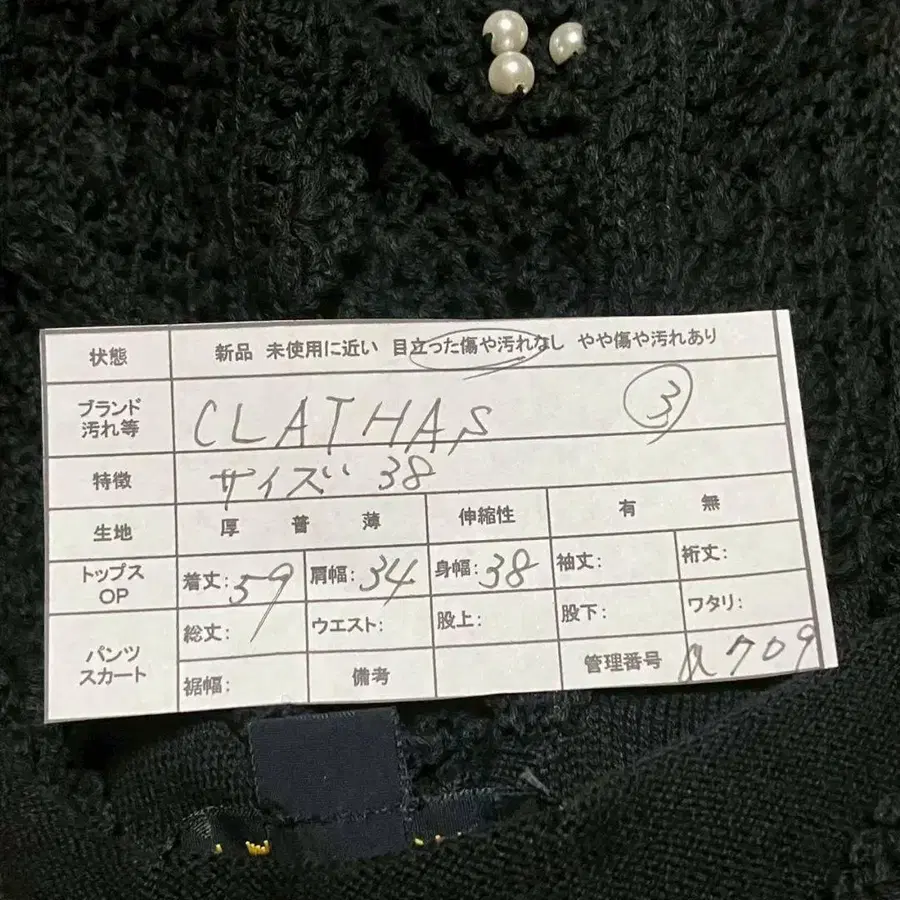 状態 新品 未使用に近い 目立った傷や汚れなし やや傷や汚れあり
ブランド
汚れ等 CLATHAS ③
特徴 サイズ 38
生地 厚 普 薄 伸縮性 有 無
トップス
OP 着丈:59 肩幅:34 身幅:38 袖丈: 裄丈:
パンツ
スカート 総丈: ウエスト: 股上: 股下: ワタリ:
裾幅: 備考 管理番号 a709